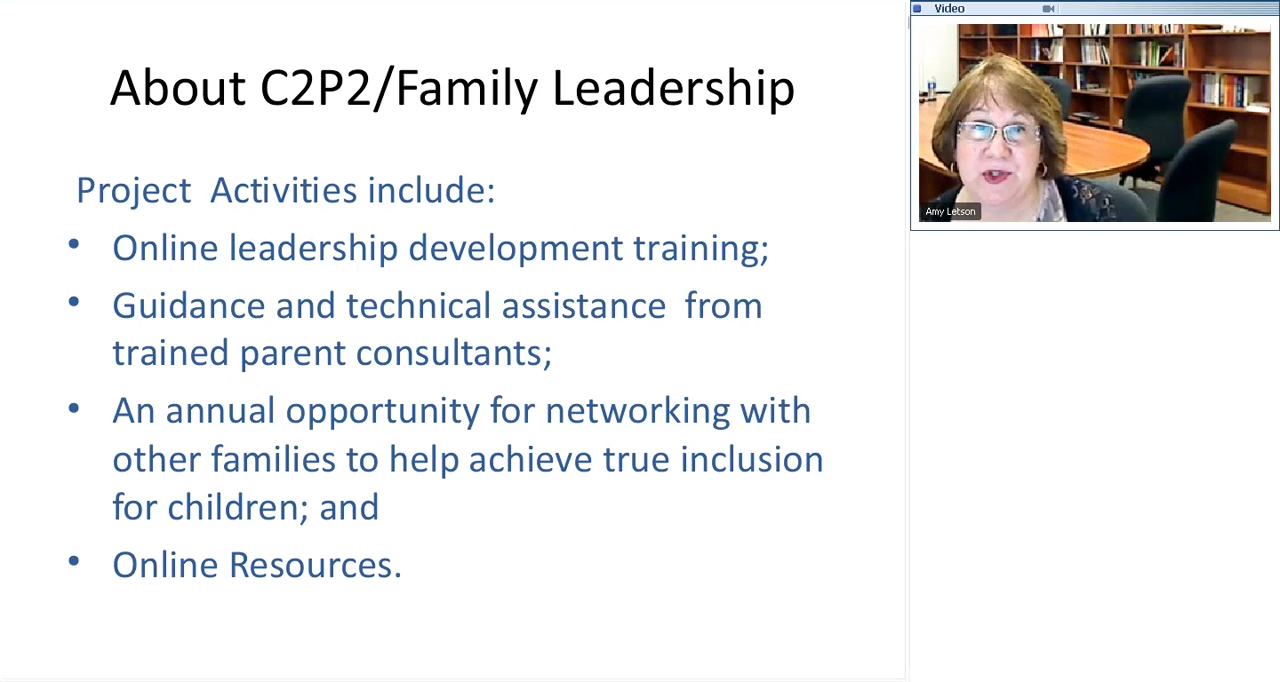 About C2P2/Family Leadership
Project  Activities include:
• Online leadership development training;
• Guidance and technical assistance  from
trained parent consultants;
• An annual opportunity for networking with
other families to help achieve true inclusion
for children; and
• Online Resources.
Video
Amy Letson